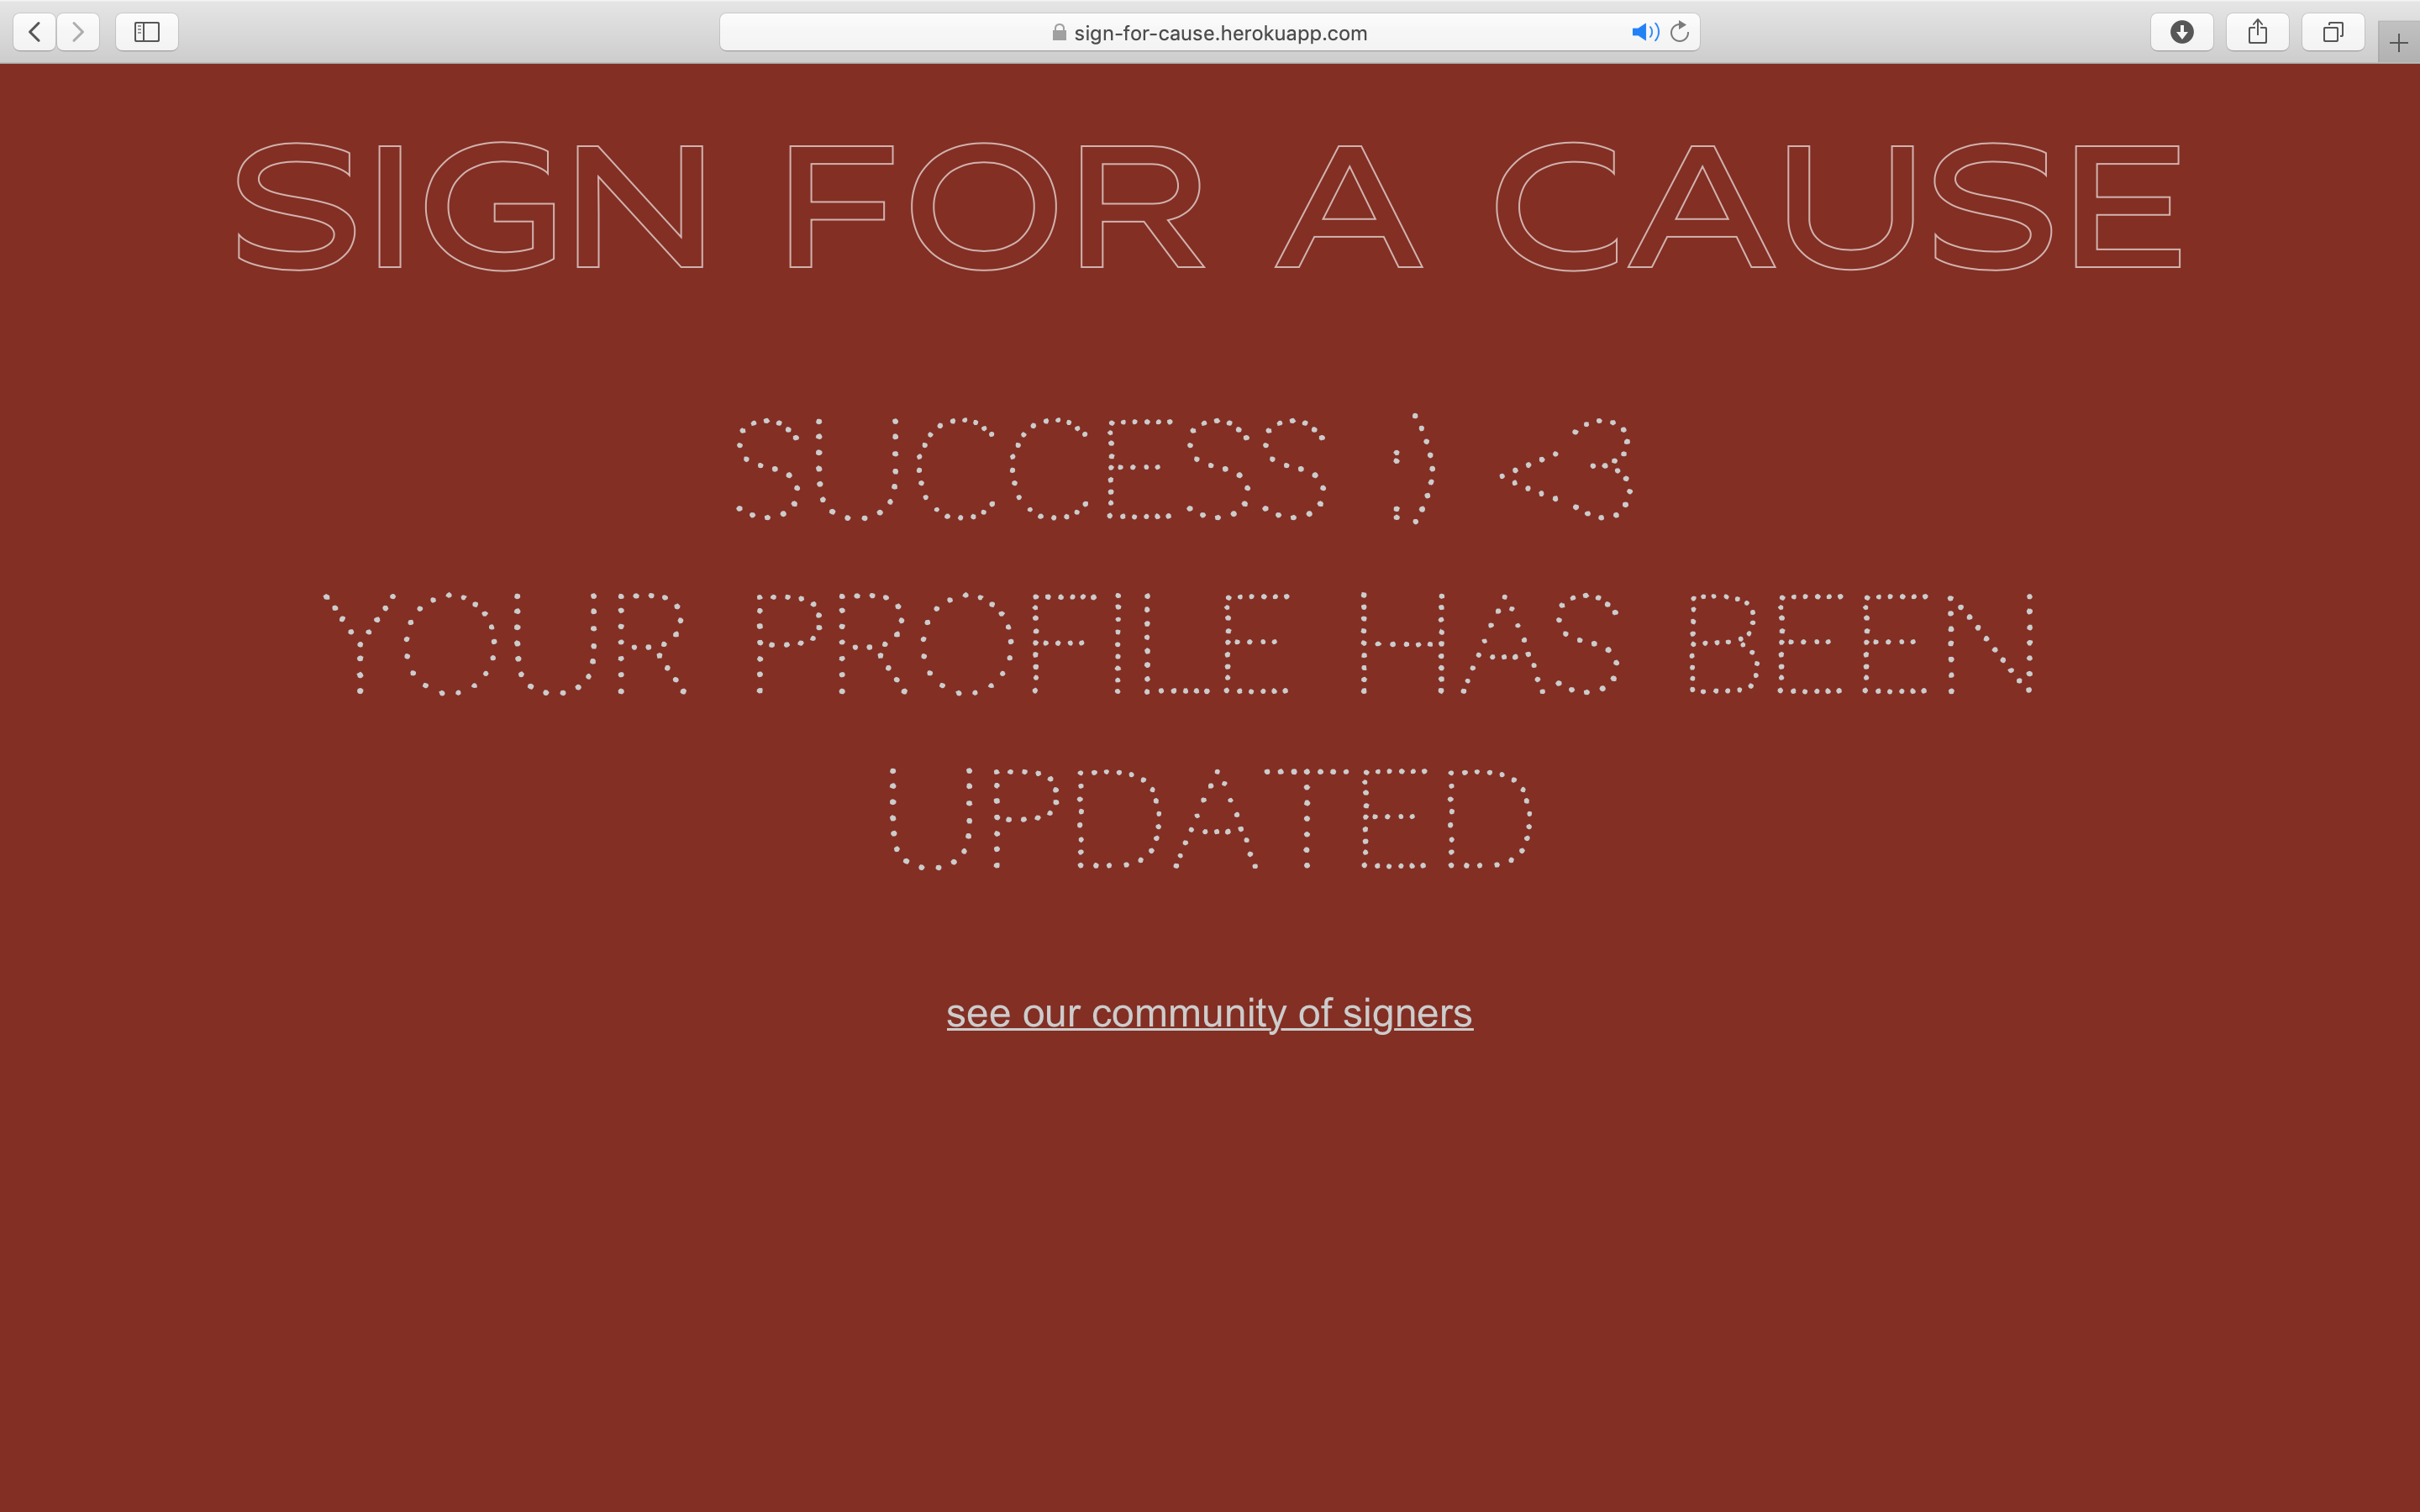 sign-for-cause.herokuapp.com
SIGN FOR A CAUSE
SUCCESS ;) <3
YOUR PROFILE HAS BEEN
UPDATED
see our community of signers